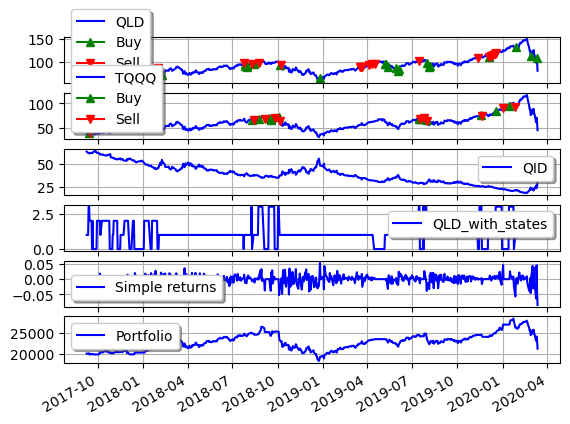 QLD
Buy
Sell
150
100
TQQQ
Buy
Sell
100
50
QID
50
25
QLD_with_states
2.5
0.0
Simple returns
0.05
0.00
−0.05
Portfolio
25000
20000
2017-10 2018-01 2018-04 2018-07 2018-10 2019-01 2019-04 2019-07 2019-10 2020-01 2020-04